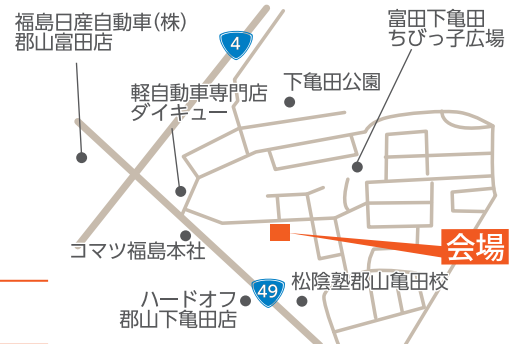 福島日産自動車(株)
郡山富田店
4
富田下亀田
ちびっ子広場
下亀田公園
軽自動車専門店
ダイキュー
コマツ福島本社
会場
49
松陰塾郡山亀田校
ハードオフ
郡山下亀田店